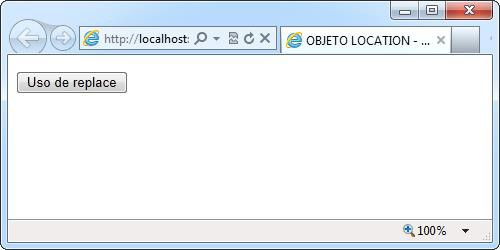 http://localhost:
OBJETO LOCATION - ...
Uso de replace
100%